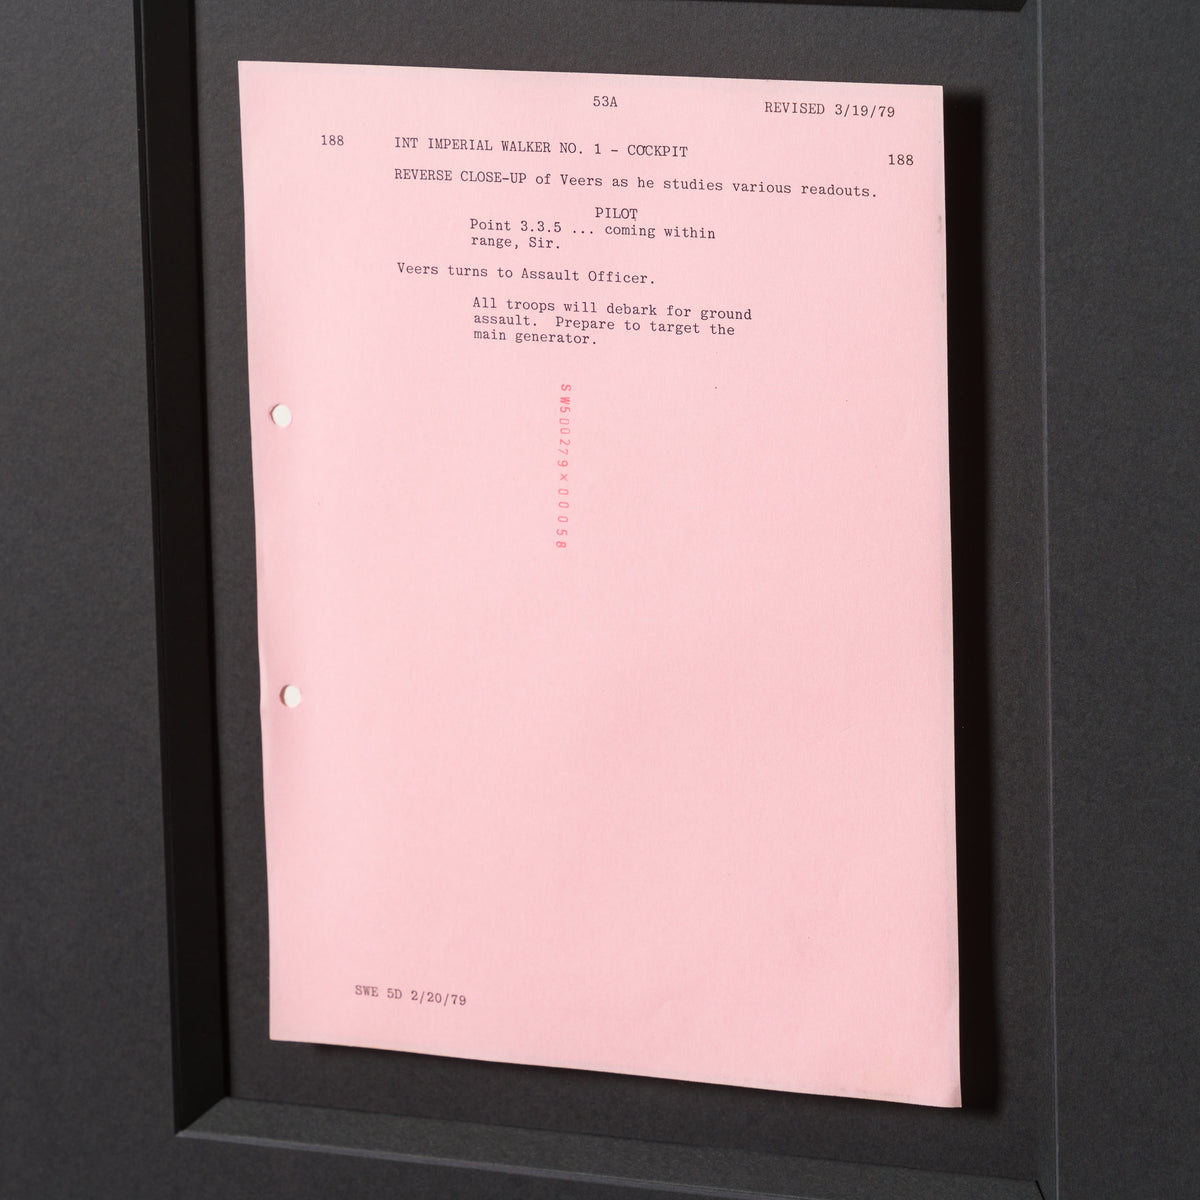 53A
REVISED 3/19/79
188 INT IMPERIAL WALKER NO. 1 - COCKPIT 188
REVERSE CLOSE-UP of Veers as he studies various readouts.
PILOT
Point 3.3.5 ... coming within
range, Sir.
Veers turns to Assault Officer.
All troops will debark for ground
assault. Prepare to target the
main generator.
SW5D0279X00058
SWE 5D 2/20/79